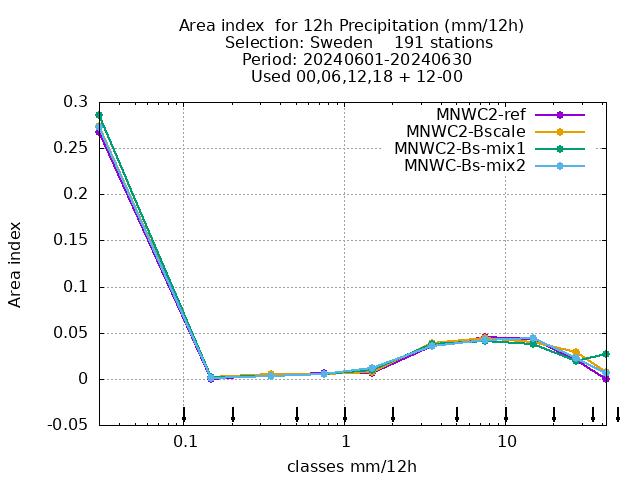 Area index  for 12h Precipitation (mm/12h)
Selection: Sweden    191 stations
Period: 20240601-20240630
Used 00,06,12,18 + 12-00
MNWC2-ref
MNWC2-Bscale
MNWC2-Bs-mix1
MNWC-Bs-mix2
Area index
0.3
0.25
0.2
0.15
0.1
0.05
0
-0.05
0.1 1 10
classes mm/12h